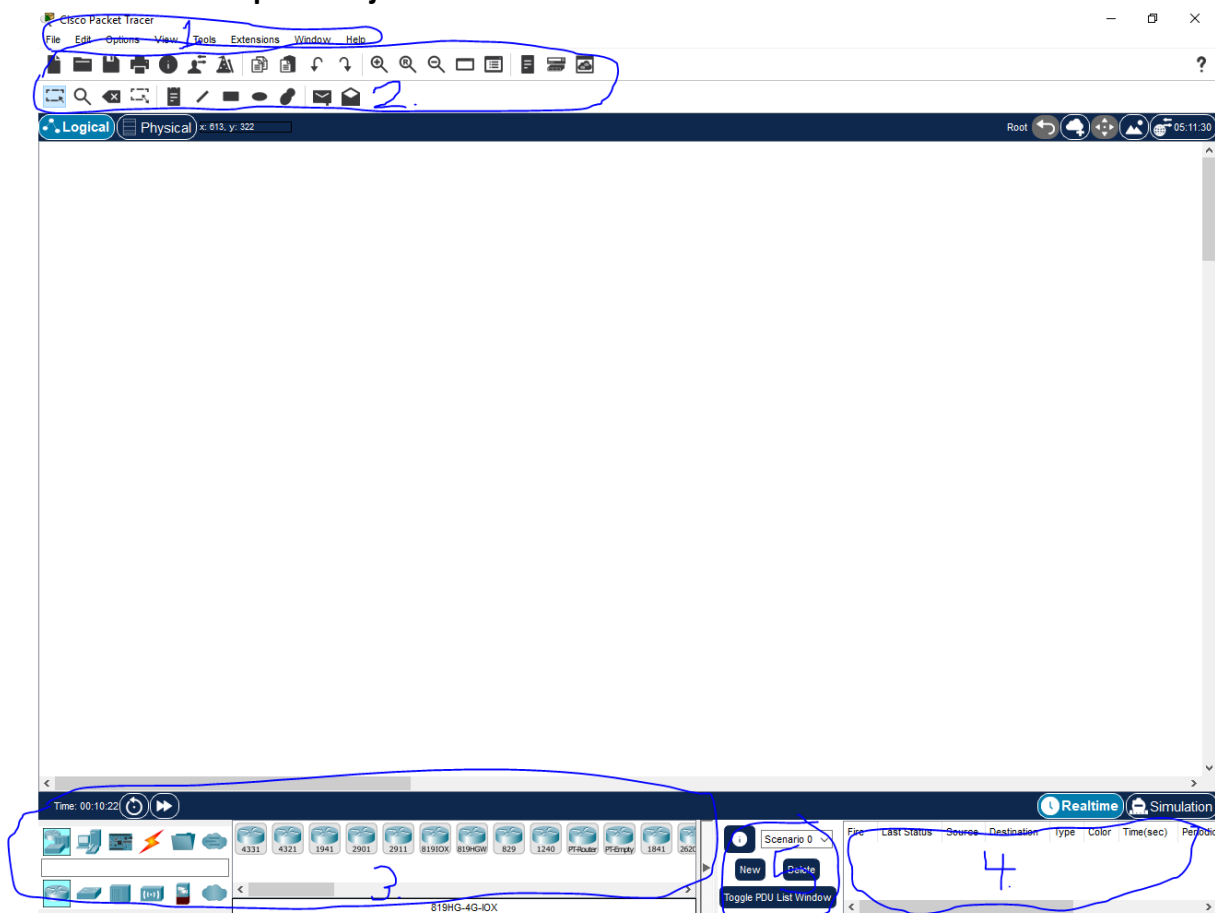 Cisco Packet Tracer
1
File Edit Options View Tools Extensions Window Help
?
2.
Logical Physical x: 613, y: 322 Root 05:11:30
Time: 00:10:22 Realtime Simulation
4331 4321 1941 2901 2911 819IOX 819HGW 829 1240 PT-Router PT-Empty 1841 262
Scenario 0
Fire Last Status Source Destination Type Color Time(sec) Periodic
New Delete
3.
5
4.
Toggle PDU List Window
819HG-4G-IOX